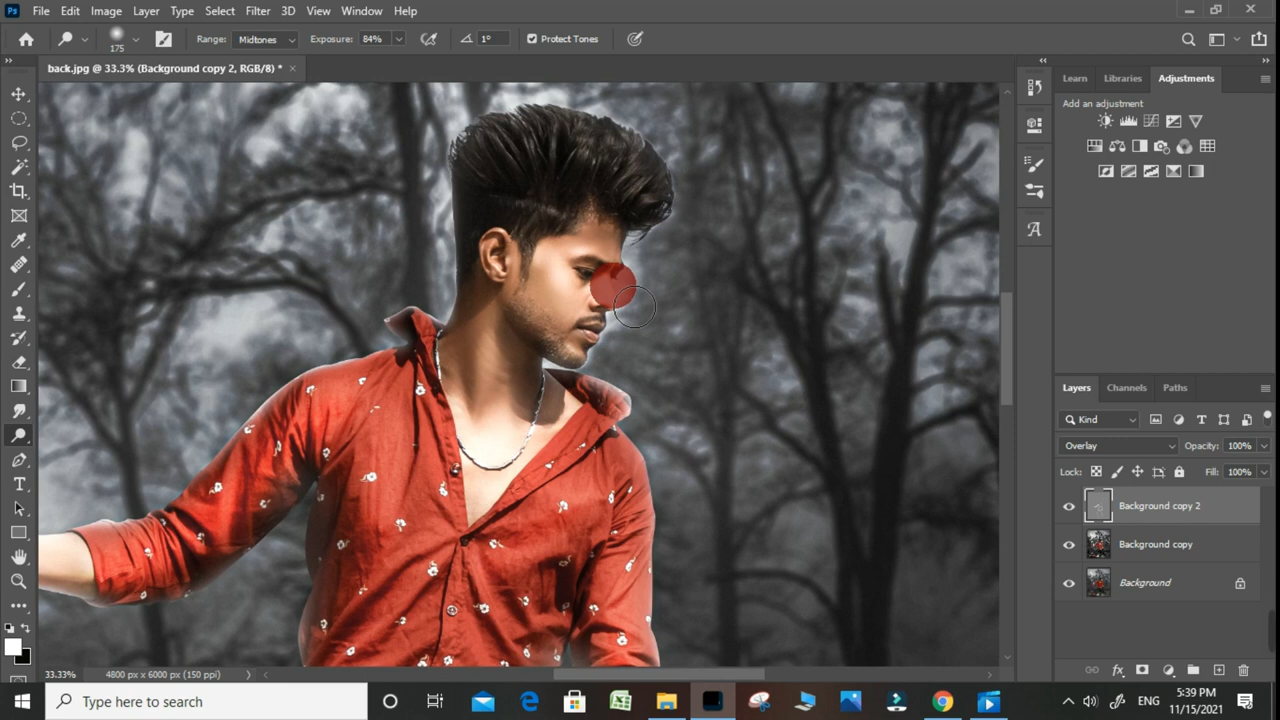 Ps File Edit Image Layer Type Select Filter 3D View Window Help
175 Range: Midtones Exposure: 84% 1° Protect Tones
back.jpg @ 33.3% (Background copy 2, RGB/8) * ×
Learn Libraries Adjustments
Add an adjustment
A
T
Layers Channels Paths
Kind T
Overlay Opacity: 100%
Lock: Fill: 100%
Background copy 2
Background copy
Background
fx
33.33% 4800 px x 6000 px (150 ppi)
Type here to search
ENG
5:39 PM
11/15/2021